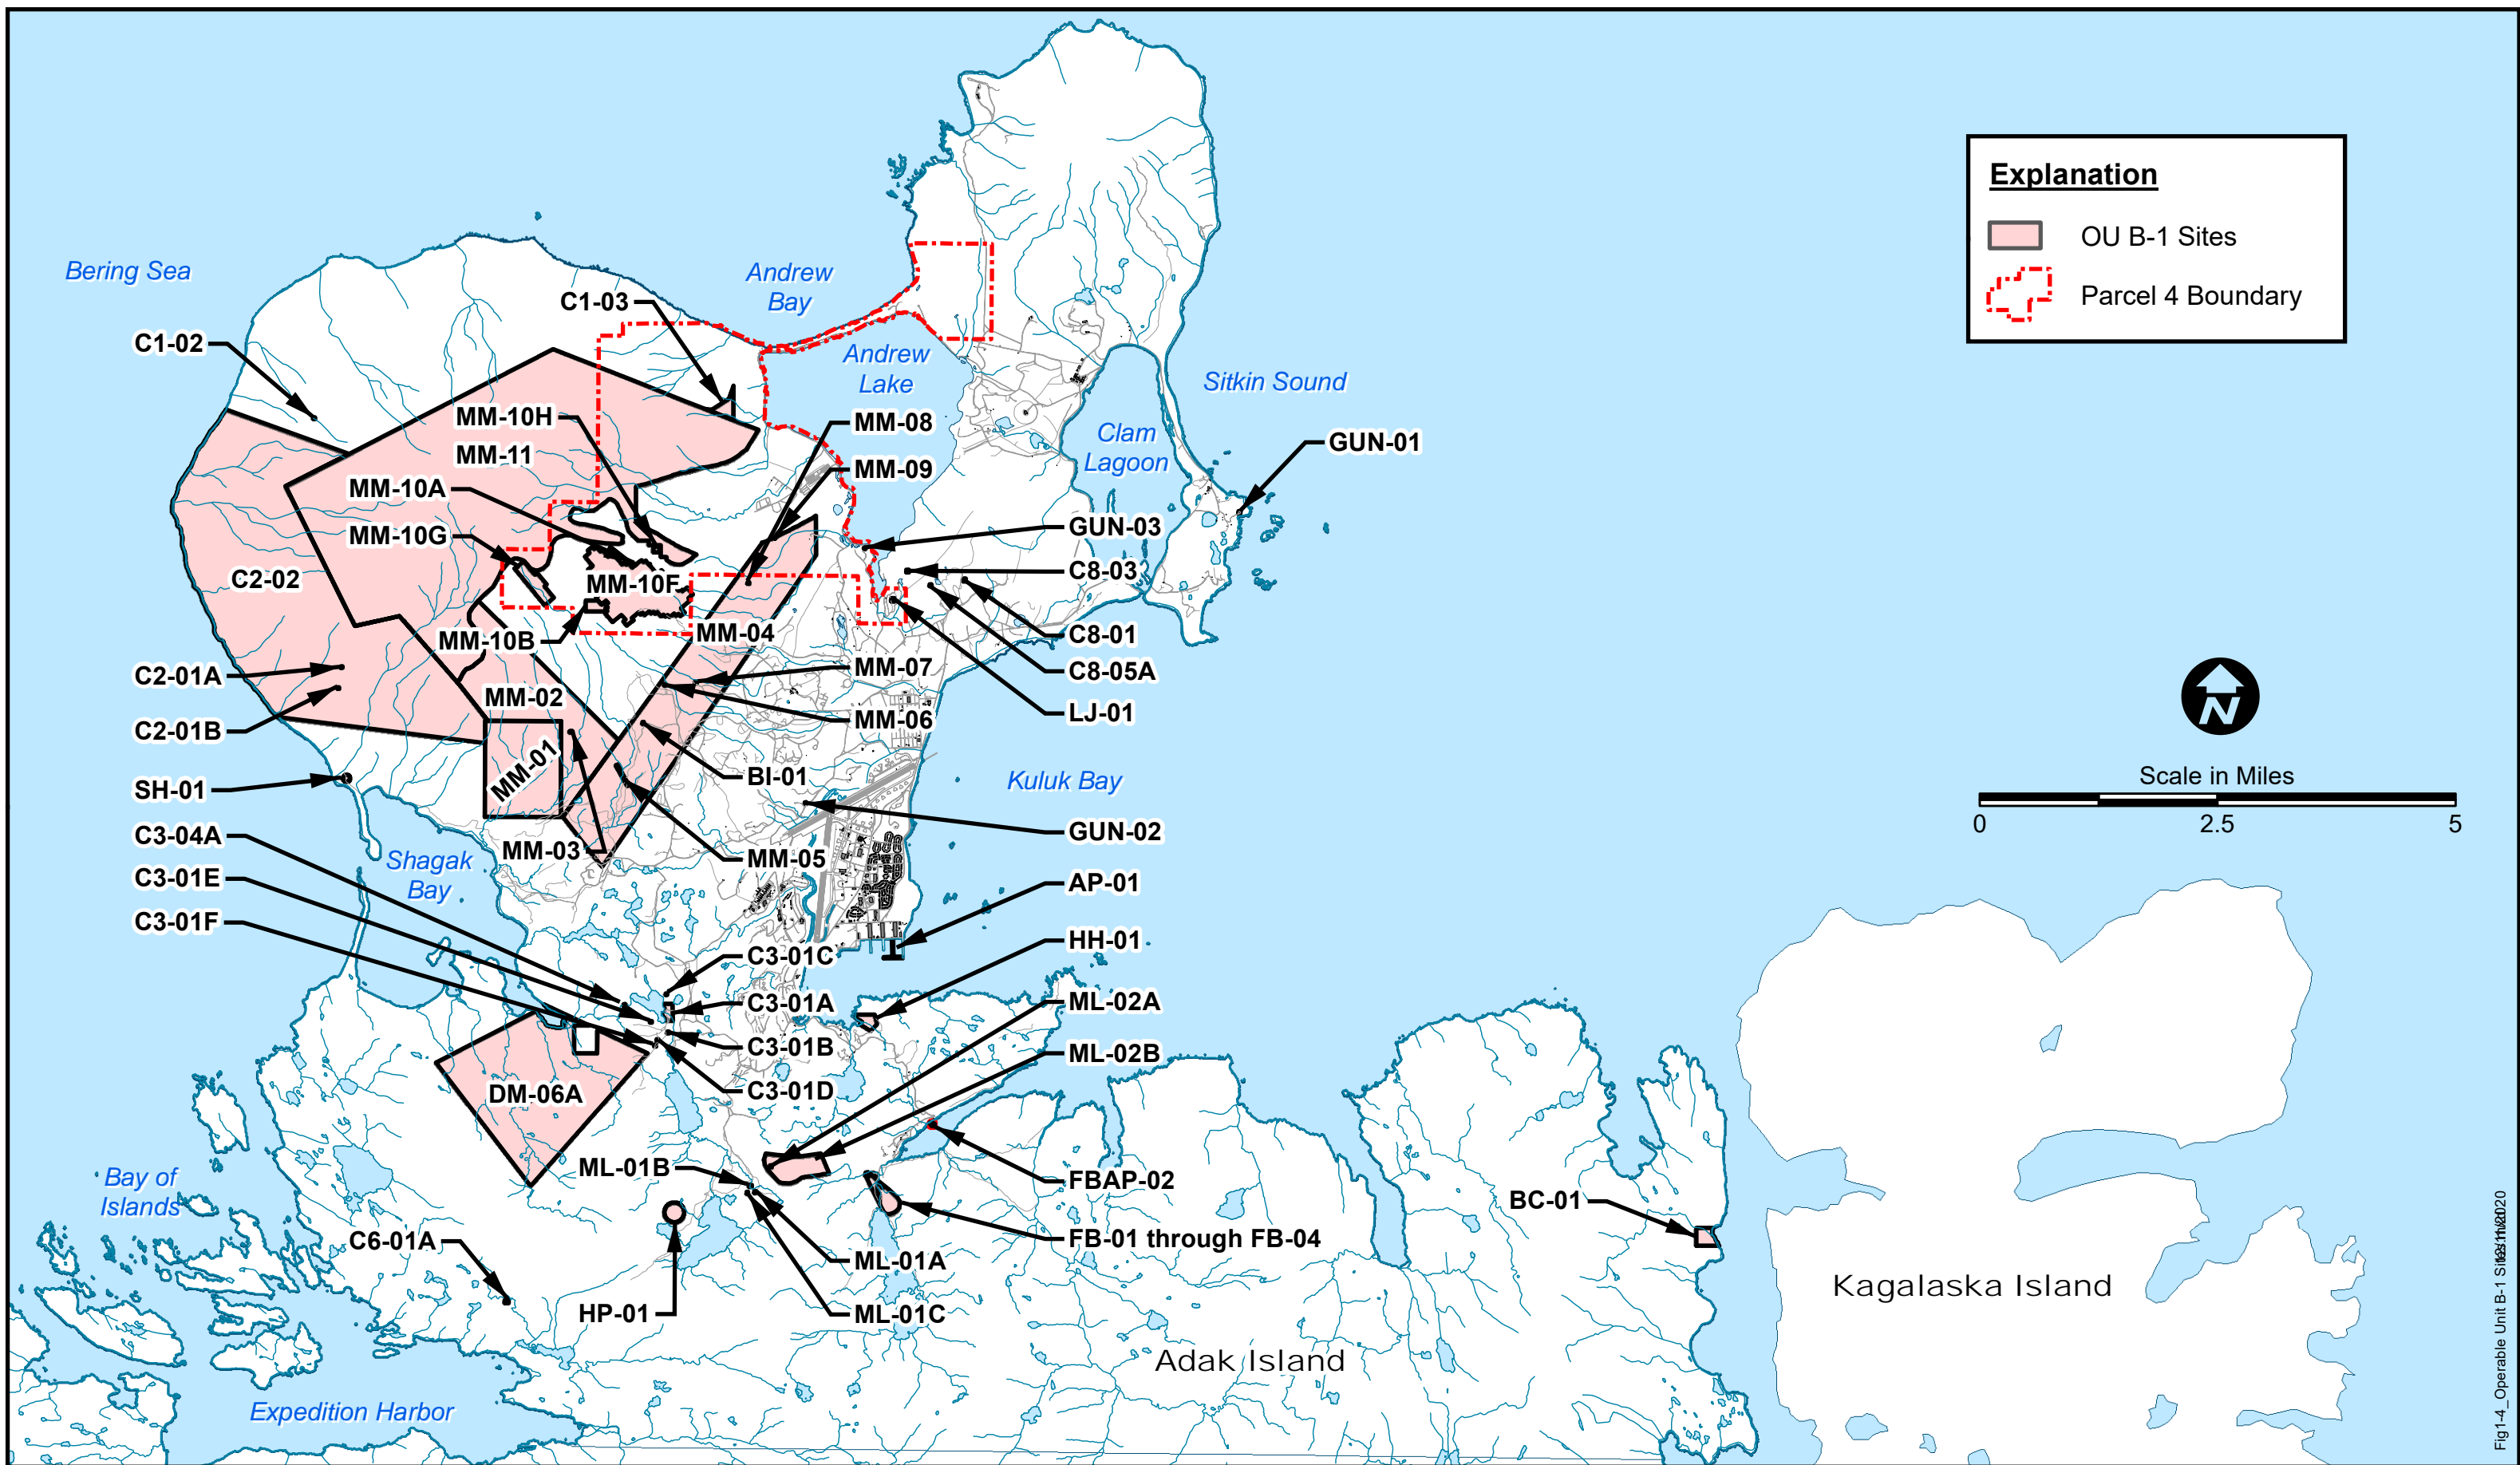 Explanation
OU B-1 Sites
Parcel 4 Boundary
Bering Sea
Andrew
Bay
C1-03
C1-02
Andrew
Lake
Sitkin Sound
MM-10H
MM-08
Clam
Lagoon
GUN-01
MM-11
MM-09
MM-10A
GUN-03
MM-10G
C8-03
C2-02
MM-10F
MM-04
C8-01
MM-10B
MM-07
C8-05A
C2-01A
MM-02
LJ-01
MM-06
C2-01B
N
Scale in Miles
0
2.5
5
MM-01
BI-01
Kuluk Bay
SH-01
GUN-02
C3-04A
MM-03
MM-05
Shagak
Bay
C3-01E
AP-01
C3-01F
HH-01
C3-01C
C3-01A
ML-02A
C3-01B
ML-02B
C3-01D
DM-06A
ML-01B
Bay of
Islands
FBAP-02
BC-01
C6-01A
FB-01 through FB-04
ML-01A
HP-01
ML-01C
Kagalaska Island
Adak Island
Expedition Harbor
Fig1-4_Operable Unit B-1